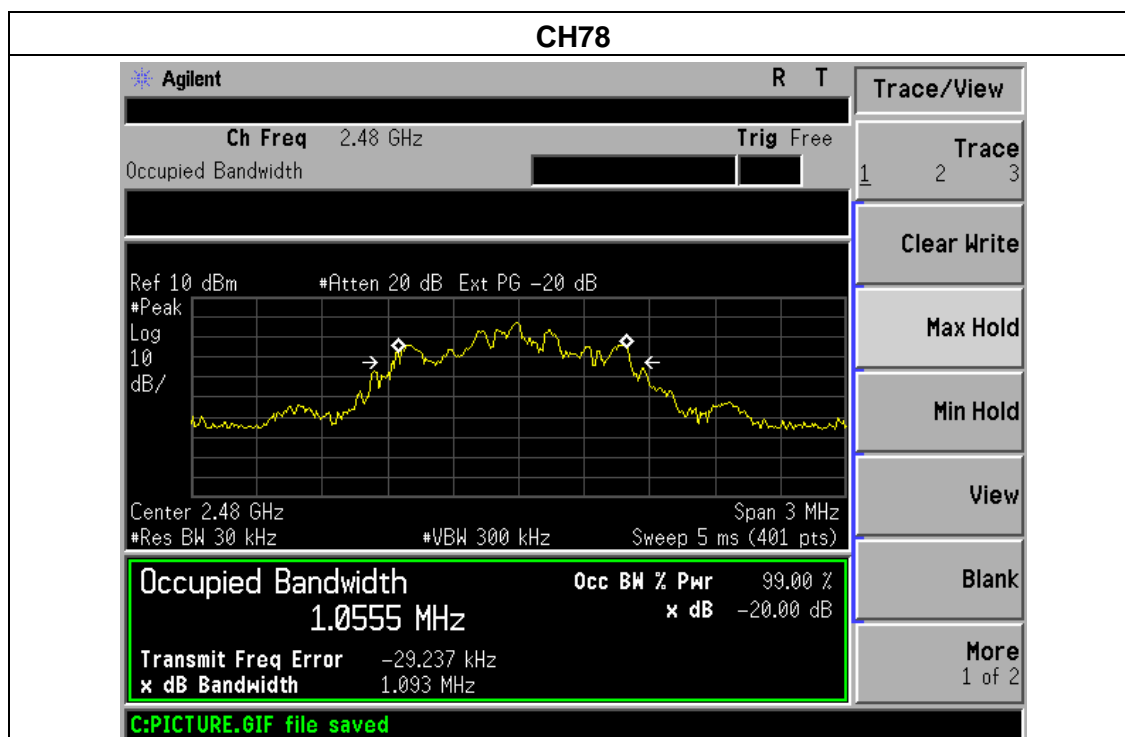 CH78
Agilent R T
Ch Freq 2.48 GHz Trig Free
Occupied Bandwidth
Ref 10 dBm #Atten 20 dB Ext PG -20 dB
#Peak
Log
10
dB/
Center 2.48 GHz Span 3 MHz
#Res BW 30 kHz #VBW 300 kHz Sweep 5 ms (401 pts)
Occupied Bandwidth Occ BW % Pwr 99.00 %
1.0555 MHz x dB -20.00 dB
Transmit Freq Error -29.237 kHz
x dB Bandwidth 1.093 MHz
C:PICTURE.GIF file saved
Trace/View
Trace
1 2 3
Clear Write
Max Hold
Min Hold
View
Blank
More
1 of 2